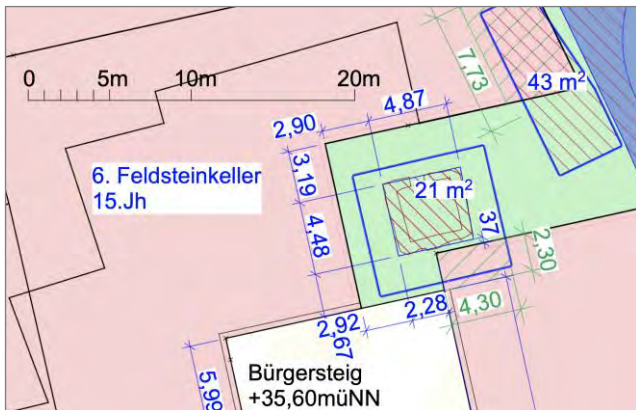 0 5m 10m 20m
7,73
43 m²
4,87
2,90
3,19
6. Feldsteinkeller
15.Jh
21 m²
4,48
37
2,30
2,28
4,30
2,92
67
5,99
Bürgersteig
+35,60müNN